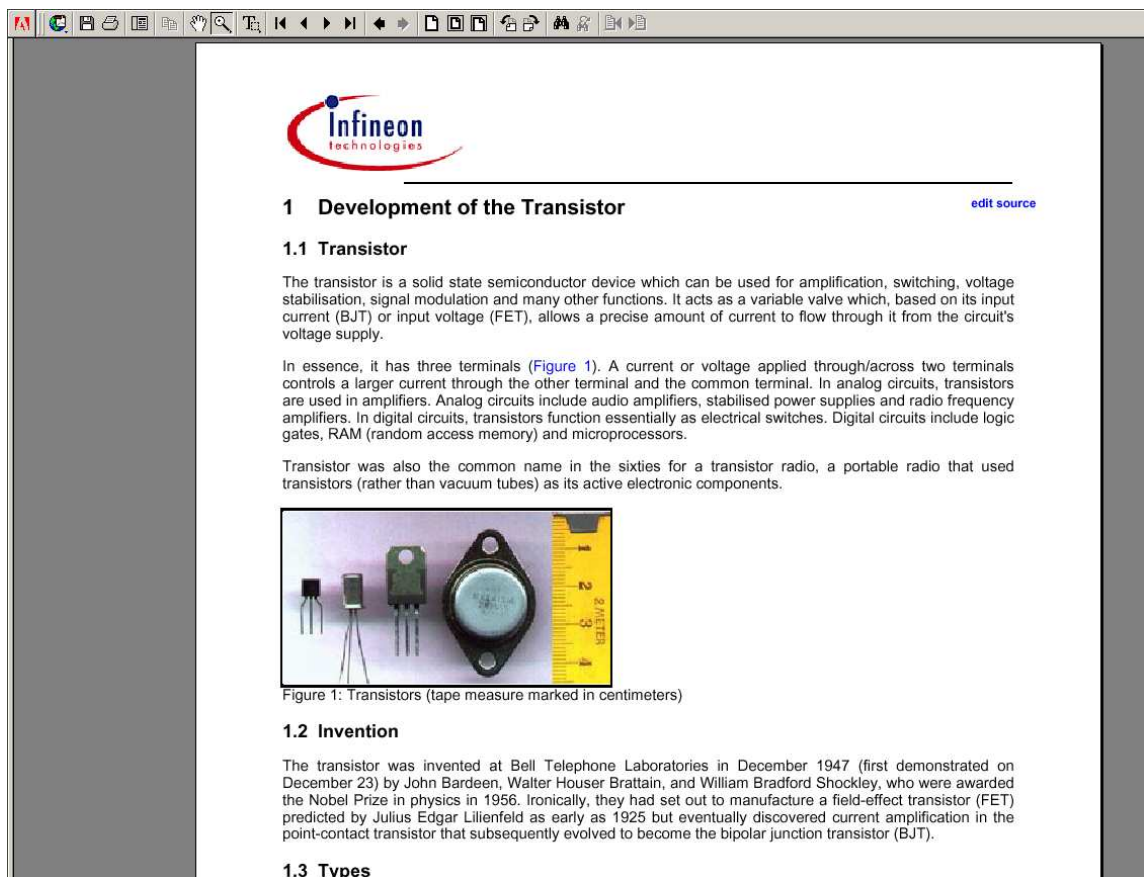 Infineon
technologies
1 Development of the Transistor
edit source
1.1 Transistor
The transistor is a solid state semiconductor device which can be used for amplification, switching, voltage
stabilisation, signal modulation and many other functions. It acts as a variable valve which, based on its input
current (BJT) or input voltage (FET), allows a precise amount of current to flow through it from the circuit's
voltage supply.
In essence, it has three terminals (Figure 1). A current or voltage applied through/across two terminals
controls a larger current through the other terminal and the common terminal. In analog circuits, transistors
are used in amplifiers. Analog circuits include audio amplifiers, stabilised power supplies and radio frequency
amplifiers. In digital circuits, transistors function essentially as electrical switches. Digital circuits include logic
gates, RAM (random access memory) and microprocessors.
Transistor was also the common name in the sixties for a transistor radio, a portable radio that used
transistors (rather than vacuum tubes) as its active electronic components.
1
2
3
4
2 METER
Figure 1: Transistors (tape measure marked in centimeters)
1.2 Invention
The transistor was invented at Bell Telephone Laboratories in December 1947 (first demonstrated on
December 23) by John Bardeen, Walter Houser Brattain, and William Bradford Shockley, who were awarded
the Nobel Prize in physics in 1956. Ironically, they had set out to manufacture a field-effect transistor (FET)
predicted by Julius Edgar Lilienfeld as early as 1925 but eventually discovered current amplification in the
point-contact transistor that subsequently evolved to become the bipolar junction transistor (BJT).
1.3 Types